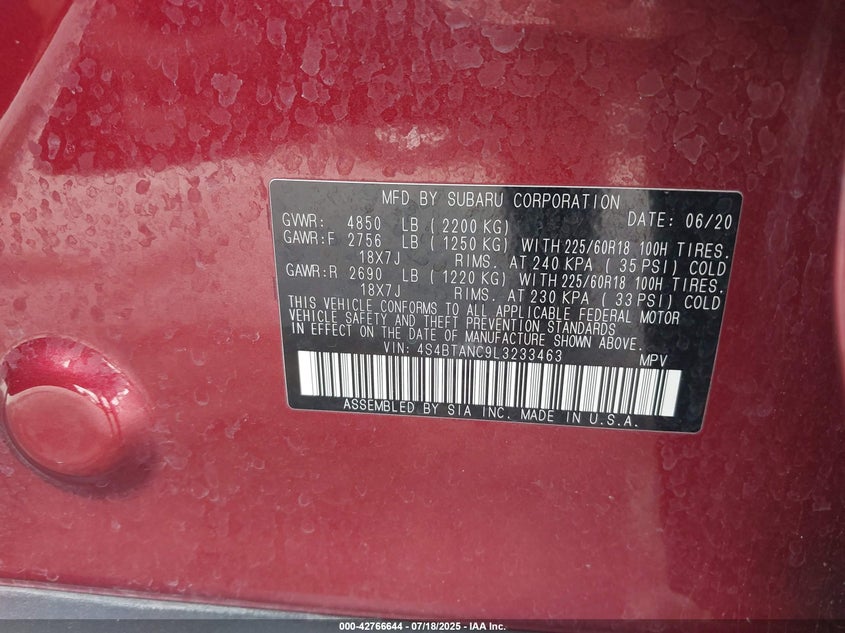 MFD BY SUBARU CORPORATION
GVWR: 4850 LB ( 2200 KG) DATE: 06/20
GAWR:F 2756 LB ( 1250 KG) WITH 225/60R18 100H TIRES.
18X7J RIMS. AT 240 KPA ( 35 PSI) COLD
GAWR:R 2690 LB ( 1220 KG) WITH 225/60R18 100H TIRES.
18X7J RIMS. AT 230 KPA ( 33 PSI) COLD
THIS VEHICLE CONFORMS TO ALL APPLICABLE FEDERAL MOTOR
VEHICLE SAFETY AND THEFT PREVENTION STANDARDS
IN EFFECT ON THE DATE OF MANUFACTURE SHOWN ABOVE.
VIN: 4S4BTANC9L3233463 MPV
ASSEMBLED BY SIA INC. MADE IN U.S.A.
000-42766644 - 07/18/2025 - IAA Inc.